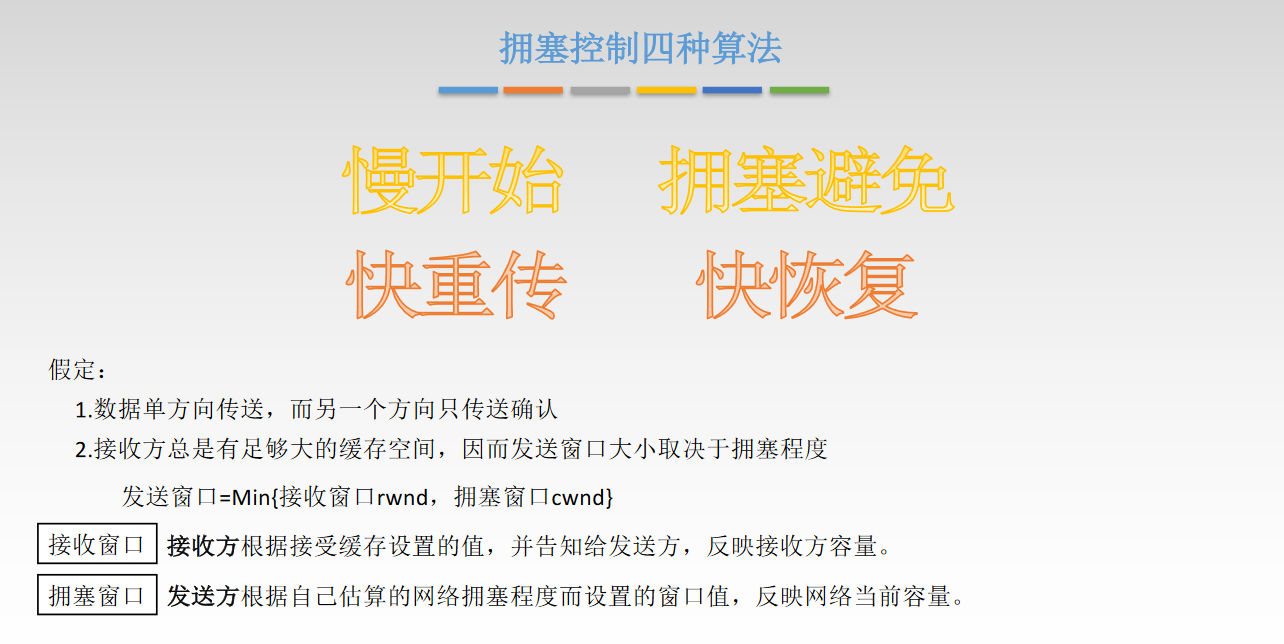 拥塞控制四种算法
慢开始 拥塞避免
快重传 快恢复
假定：
1.数据单方向传送，而另一个方向只传送确认
2.接收方总是有足够大的缓存空间，因而发送窗口大小取决于拥塞程度
发送窗口=Min{接收窗口rwnd，拥塞窗口cwnd}
接收窗口 接收方根据接受缓存设置的值，并告知给发送方，反映接收方容量。
拥塞窗口 发送方根据自己估算的网络拥塞程度而设置的窗口值，反映网络当前容量。